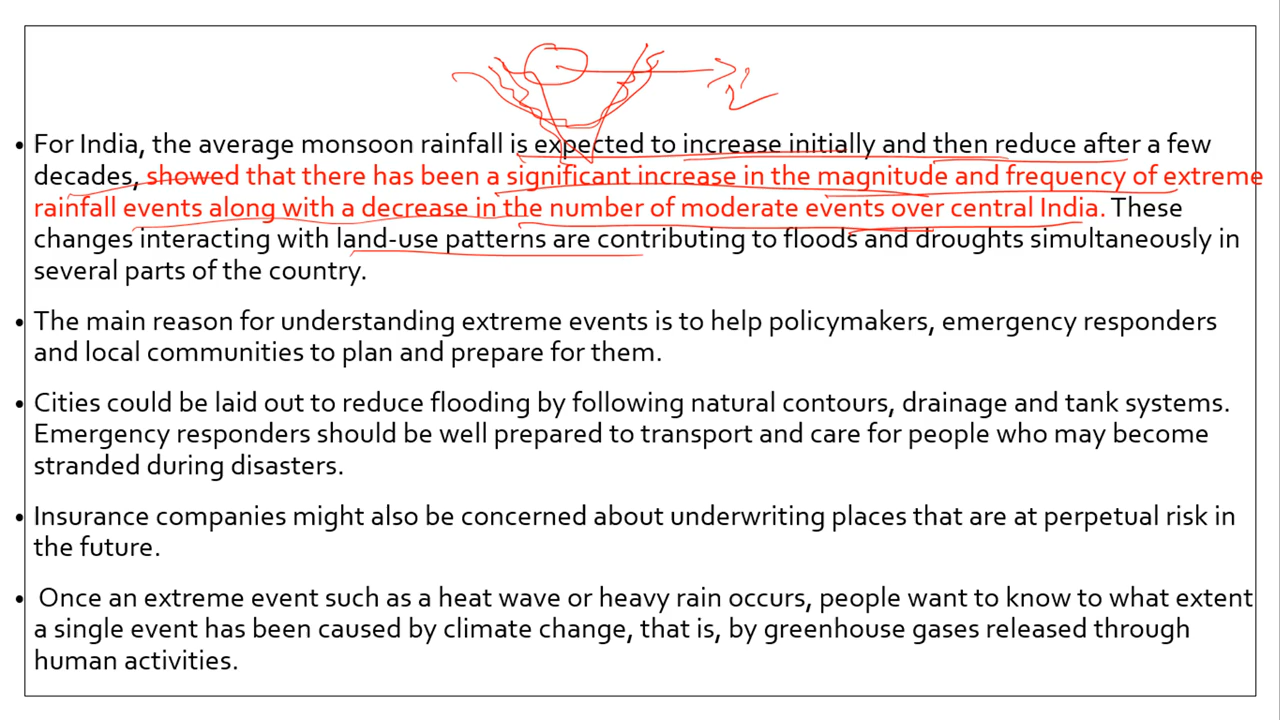 • For India, the average monsoon rainfall is expected to increase initially and then reduce after a few
decades, showed that there has been a significant increase in the magnitude and frequency of extreme
rainfall events along with a decrease in the number of moderate events over central India. These
changes interacting with land-use patterns are contributing to floods and droughts simultaneously in
several parts of the country.
• The main reason for understanding extreme events is to help policymakers, emergency responders
and local communities to plan and prepare for them.
• Cities could be laid out to reduce flooding by following natural contours, drainage and tank systems.
Emergency responders should be well prepared to transport and care for people who may become
stranded during disasters.
• Insurance companies might also be concerned about underwriting places that are at perpetual risk in
the future.
• Once an extreme event such as a heat wave or heavy rain occurs, people want to know to what extent
a single event has been caused by climate change, that is, by greenhouse gases released through
human activities.